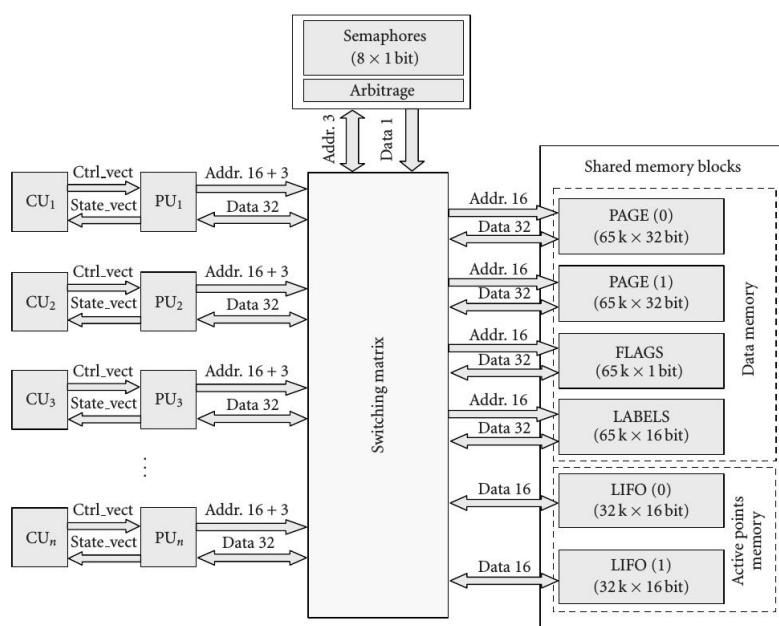 Semaphores
(8 × 1 bit)
Arbitrage
Addr. 3
Data 1
Shared memory blocks
CU1
Ctrl_vect
State_vect
PU1
Addr. 16 + 3
Data 32
CU2
Ctrl_vect
State_vect
PU2
Addr. 16 + 3
Data 32
CU3
Ctrl_vect
State_vect
PU3
Addr. 16 + 3
Data 32
⋮
CUn
Ctrl_vect
State_vect
PUn
Addr. 16 + 3
Data 32
Switching matrix
Addr. 16
Data 32
PAGE (0)
(65 k × 32 bit)
Addr. 16
Data 32
PAGE (1)
(65 k × 32 bit)
Addr. 16
Data 32
FLAGS
(65 k × 1 bit)
Addr. 16
Data 32
LABELS
(65 k × 16 bit)
Data memory
Data 16
LIFO (0)
(32 k × 16 bit)
Data 16
LIFO (1)
(32 k × 16 bit)
Active points
memory